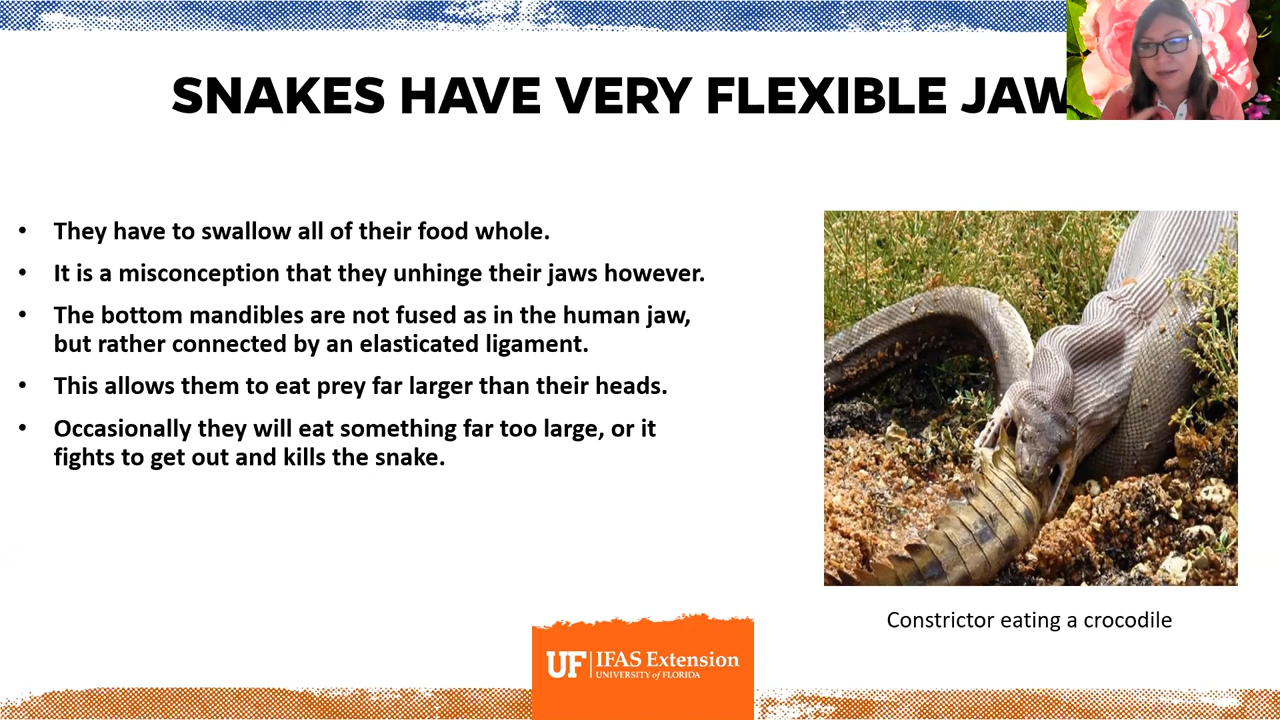 SNAKES HAVE VERY FLEXIBLE JAW
• They have to swallow all of their food whole.
• It is a misconception that they unhinge their jaws however.
• The bottom mandibles are not fused as in the human jaw,
but rather connected by an elasticated ligament.
• This allows them to eat prey far larger than their heads.
• Occasionally they will eat something far too large, or it
fights to get out and kills the snake.
Constrictor eating a crocodile
UF | IFAS Extension
UNIVERSITY of FLORIDA